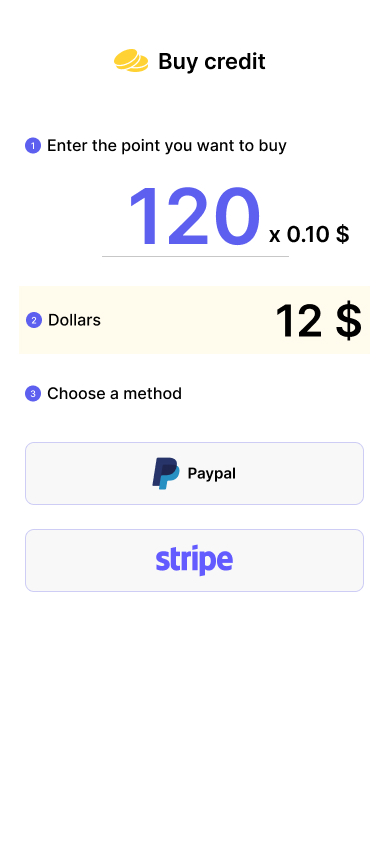 Buy credit
1 Enter the point you want to buy
120 x 0.10 $
2 Dollars 12 $
3 Choose a method
Paypal
stripe